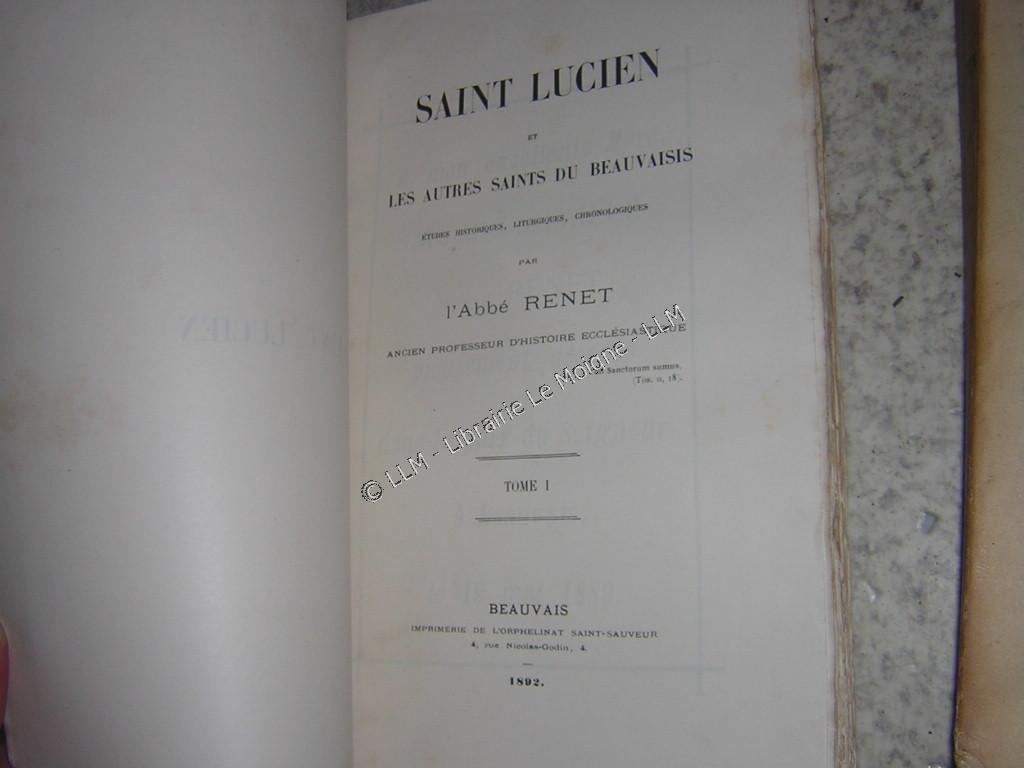 SAINT LUCIEN
ET
LES AUTRES SAINTS DU BEAUVAISIS
ÉTUDES HISTORIQUES, LITURGIQUES, CHRONOLOGIQUES
PAR
l'Abbé RENET
ANCIEN PROFESSEUR D'HISTOIRE ECCLÉSIASTIQUE
Sanctorum sumus.
(Tob. II, 18).
© LLM - Librairie Le Moigne - LLM
TOME I
BEAUVAIS
IMPRIMERIE DE L'ORPHELINAT SAINT-SAUVEUR
4, rue Nicolas-Godin, 4.
1892.